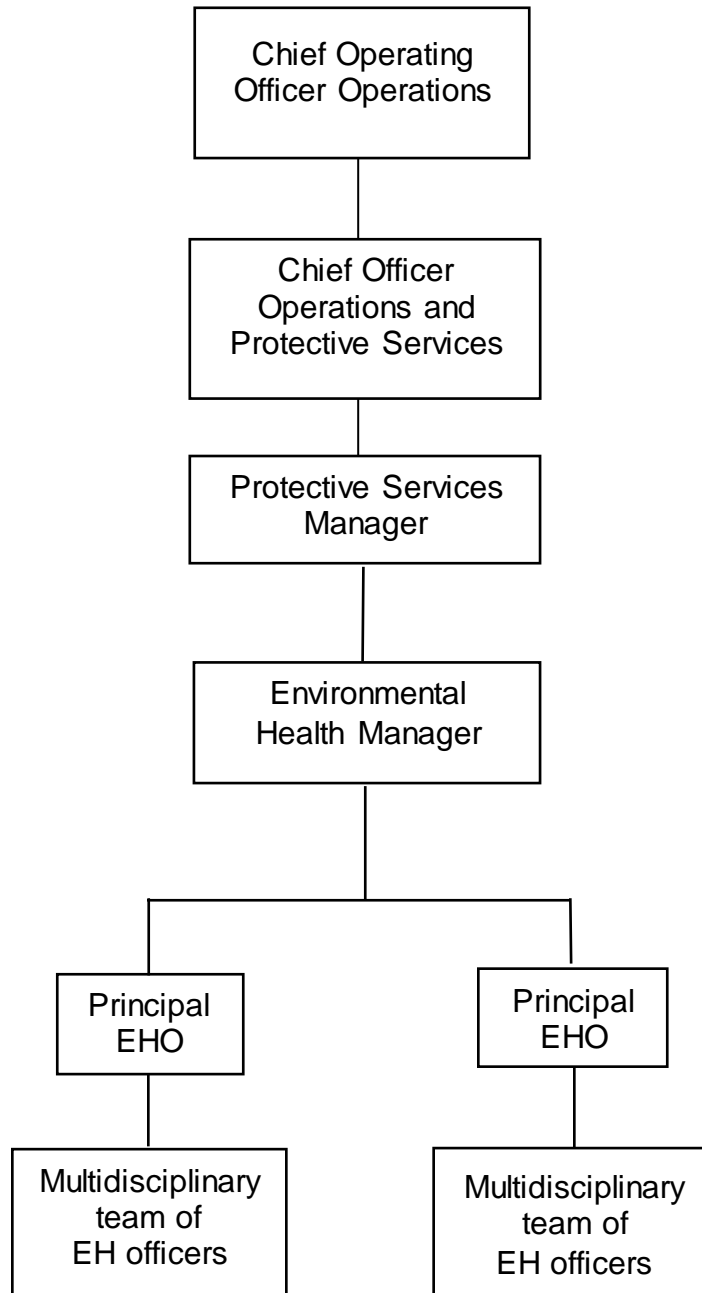 Chief Operating
Officer Operations
Chief Officer
Operations and
Protective Services
Protective Services
Manager
Environmental
Health Manager
Principal
EHO
Principal
EHO
Multidisciplinary
team of
EH officers
Multidisciplinary
team of
EH officers